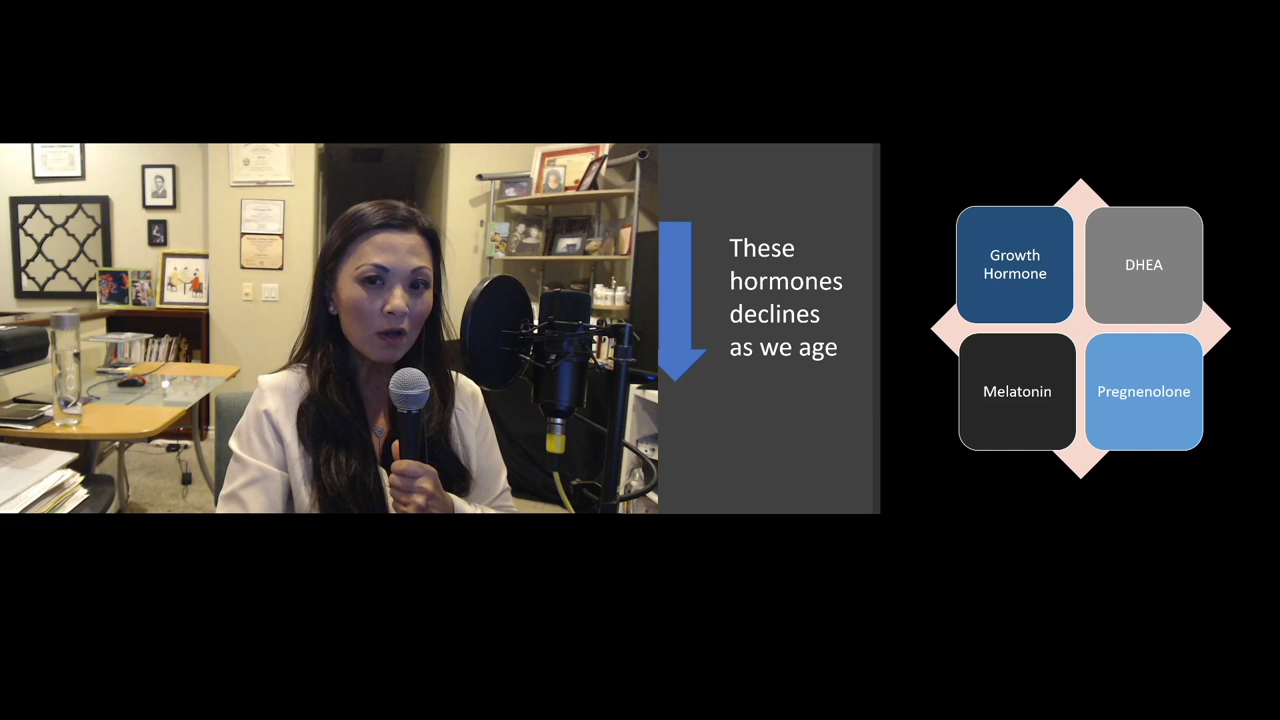 These
hormones
declines
as we age
Growth
Hormone
DHEA
Melatonin
Pregnenolone